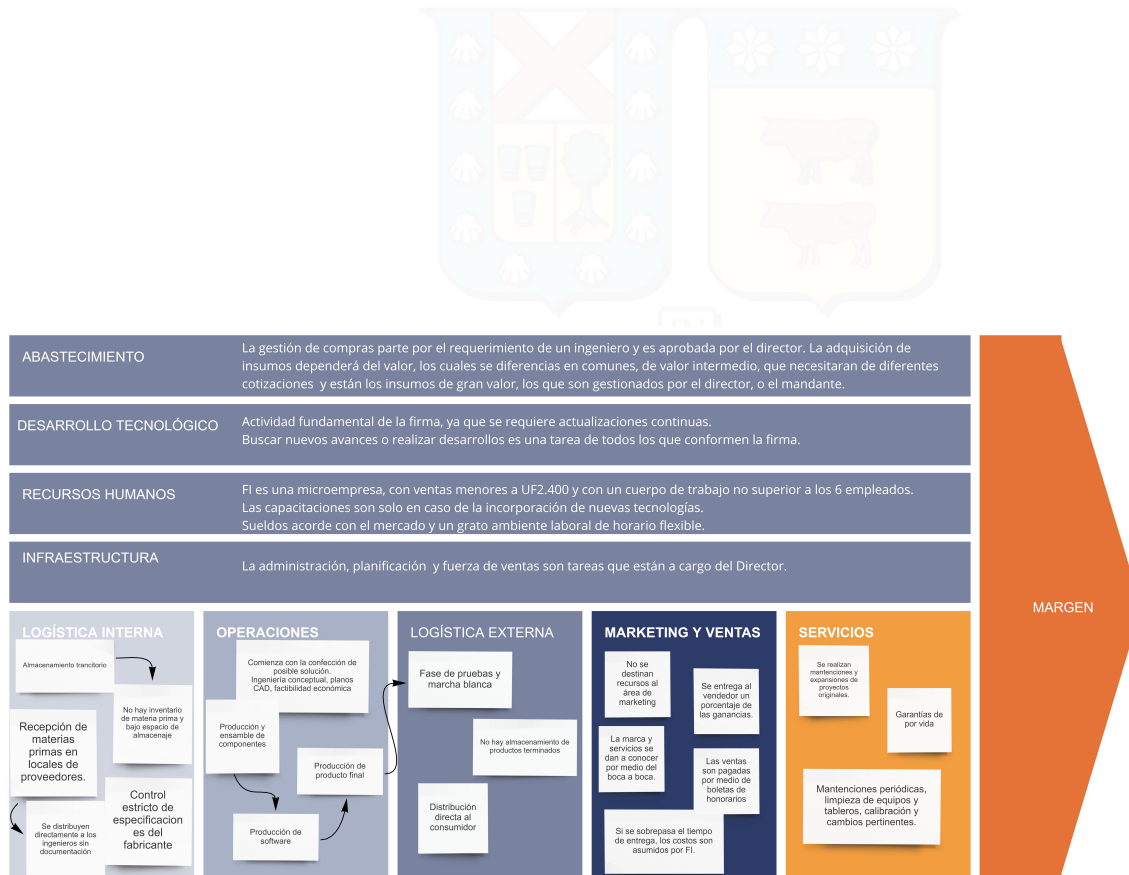 ABASTECIMIENTO
La gestión de compras parte por el requerimiento de un ingeniero y es aprobada por el director. La adquisición de
insumos dependerá del valor, los cuales se diferencias en comunes, de valor intermedio, que necesitaran de diferentes
cotizaciones y están los insumos de gran valor, los que son gestionados por el director, o el mandante.
DESARROLLO TECNOLÓGICO
Actividad fundamental de la firma, ya que se requiere actualizaciones continuas.
Buscar nuevos avances o realizar desarrollos es una tarea de todos los que conformen la firma.
RECURSOS HUMANOS
FI es una microempresa, con ventas menores a UF2.400 y con un cuerpo de trabajo no superior a los 6 empleados.
Las capacitaciones son solo en caso de la incorporación de nuevas tecnologías.
Sueldos acorde con el mercado y un grato ambiente laboral de horario flexible.
INFRAESTRUCTURA
La administración, planificación y fuerza de ventas son tareas que están a cargo del Director.
MARGEN
LOGÍSTICA INTERNA
Almacenamiento trancitorio
No hay inventario
de materia prima y
bajo espacio de
almacenaje
Recepción de
materias
primas en
locales de
proveedores.
Se distribuyen
directamente a los
ingenieros sin
documentación
Control
estricto de
especificacion
es del
fabricante
OPERACIONES
Comienza con la confección de
posible solución.
Ingeniería conceptual, planos
CAD, factibilidad económica
Producción y
ensamble de
componentes
Producción de
producto final
Producción de
software
LOGÍSTICA EXTERNA
Fase de pruebas y
marcha blanca
No hay almacenamiento de
productos terminados
Distribución
directa al
consumidor
MARKETING Y VENTAS
No se
destinan
recursos al
área de
marketing
Se entrega al
vendedor un
porcentaje de
las ganancias.
La marca y
servicios se
dan a conocer
por medio del
boca a boca.
Las ventas
son pagadas
por medio de
boletas de
honorarios
Si se sobrepasa el tiempo
de entrega, los costos son
asumidos por FI.
SERVICIOS
Se realizan
mantenciones y
expansiones de
proyectos
originales.
Garantías de
por vida
Mantenciones periódicas,
limpieza de equipos y
tableros, calibración y
cambios pertinentes.